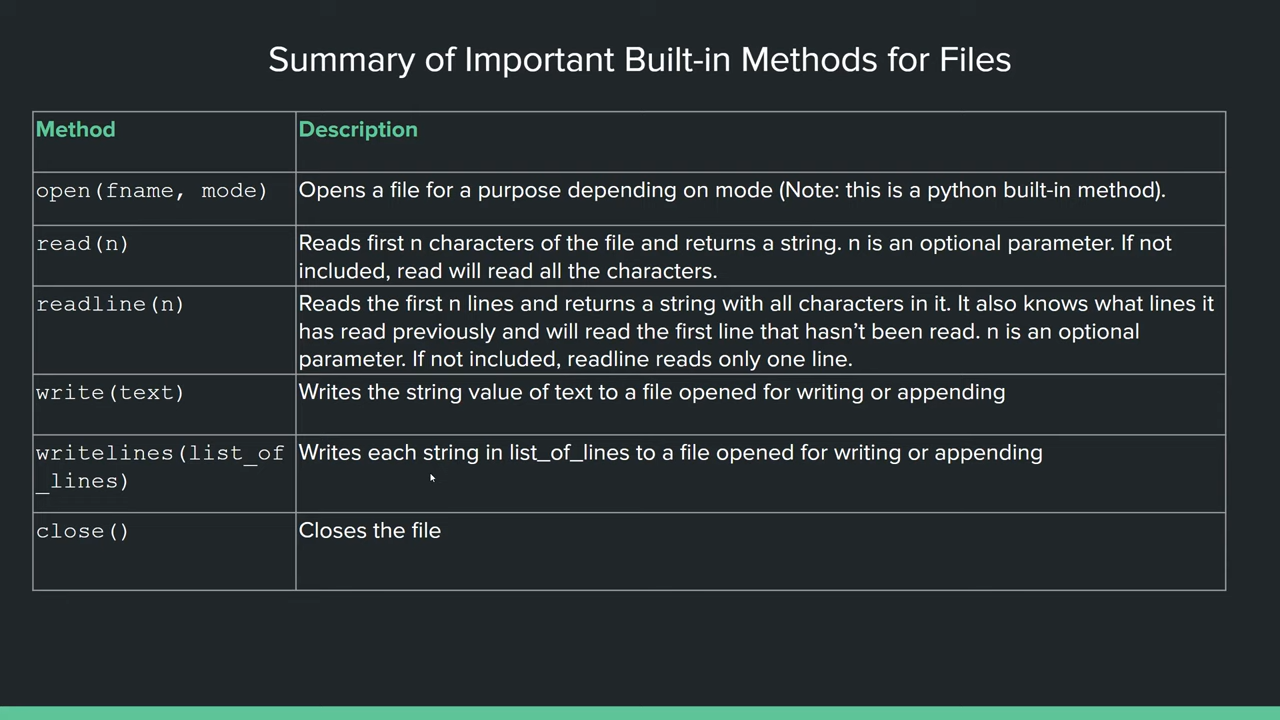 Summary of Important Built-in Methods for Files
Method
Description
open(fname, mode)
Opens a file for a purpose depending on mode (Note: this is a python built-in method).
read(n)
Reads first n characters of the file and returns a string. n is an optional parameter. If not
included, read will read all the characters.
readline(n)
Reads the first n lines and returns a string with all characters in it. It also knows what lines it
has read previously and will read the first line that hasn’t been read. n is an optional
parameter. If not included, readline reads only one line.
write(text)
Writes the string value of text to a file opened for writing or appending
writelines(list_of
_lines)
Writes each string in list_of_lines to a file opened for writing or appending
close()
Closes the file